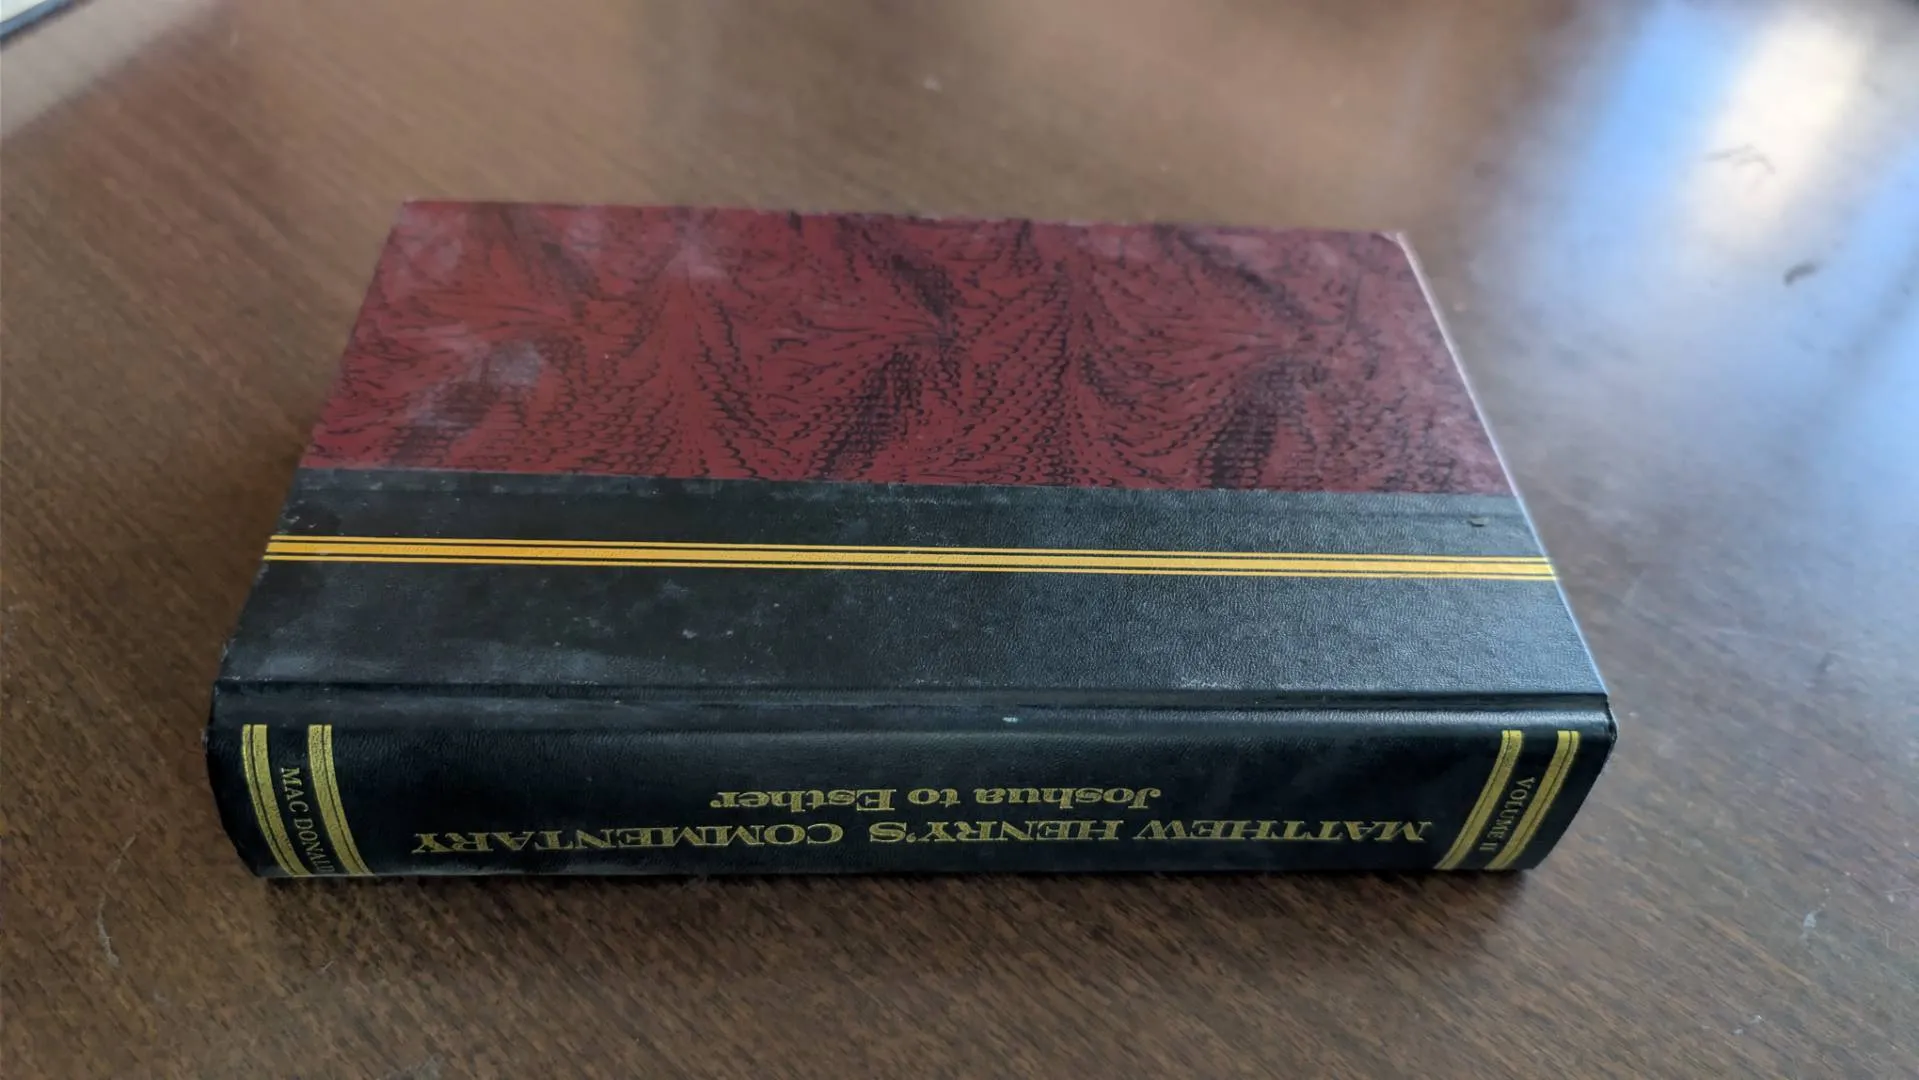 VOLUME II
MATTHEW HENRY'S COMMENTARY
Joshua to Esther
MAC DONALD